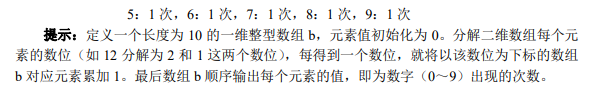 5：1 次，6：1 次，7：1 次，8：1 次，9：1 次
提示：定义一个长度为 10 的一维整型数组 b，元素值初始化为 0。分解二维数组每个元
素的数位（如 12 分解为 2 和 1 这两个数位），每得到一个数位，就将以该数位为下标的数组
b 对应元素累加 1。最后数组 b 顺序输出每个元素的值，即为数字（0～9）出现的次数。